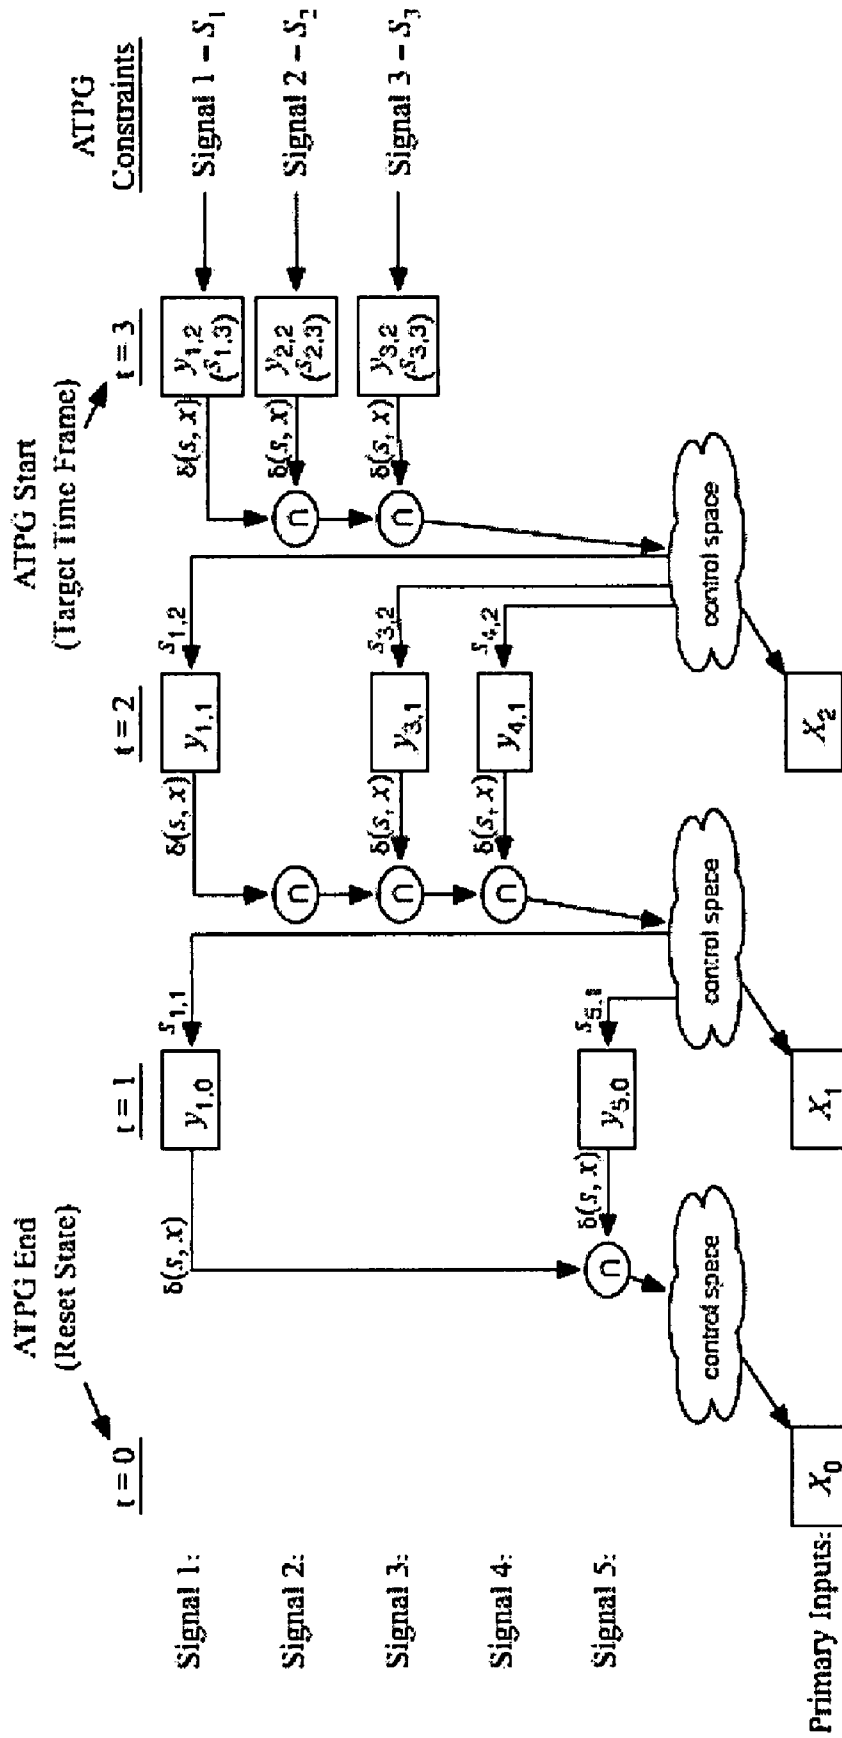 ATPG End
(Reset State)
ATPG Start
(Target Time Frame)
ATPG
Constraints
t = 0
t = 1
t = 2
t = 3
Signal 1:
δ(s, x)
y1,0
s1,1
δ(s, x)
y1,1
s1,2
δ(s, x)
y1,2
(s1,3)
Signal 1 – S1
Signal 2:
∩
∩
δ(s, x)
y2,2
(s2,3)
Signal 2 – S2
Signal 3:
∩
δ(s, x)
y3,1
s3,2
∩
δ(s, x)
y3,2
(s3,3)
Signal 3 – S3
Signal 4:
∩
δ(s, x)
y4,1
s4,2
Signal 5:
∩
δ(s, x)
y5,0
s5,1
control space
control space
control space
Primary Inputs:
X0
X1
X2